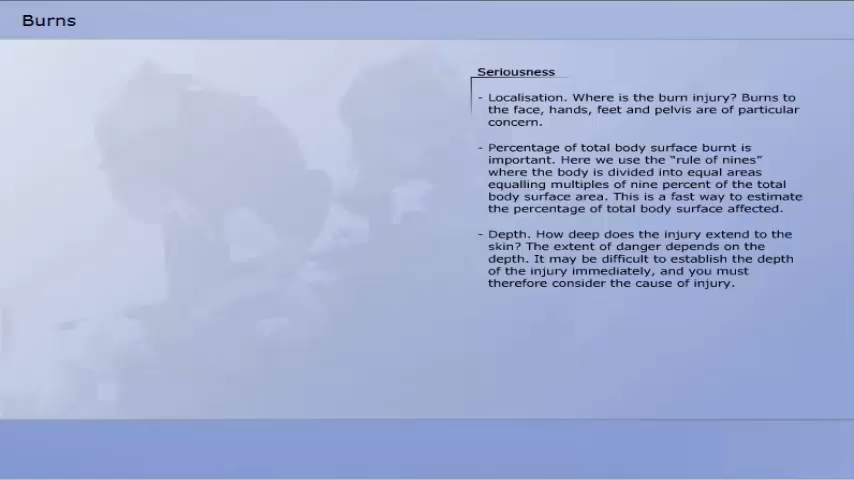 Burns
Seriousness
- Localisation. Where is the burn injury? Burns to
the face, hands, feet and pelvis are of particular
concern.
- Percentage of total body surface burnt is
important. Here we use the “rule of nines”
where the body is divided into equal areas
equalling multiples of nine percent of the total
body surface area. This is a fast way to estimate
the percentage of total body surface affected.
- Depth. How deep does the injury extend to the
skin? The extent of danger depends on the
depth. It may be difficult to establish the depth
of the injury immediately, and you must
therefore consider the cause of injury.